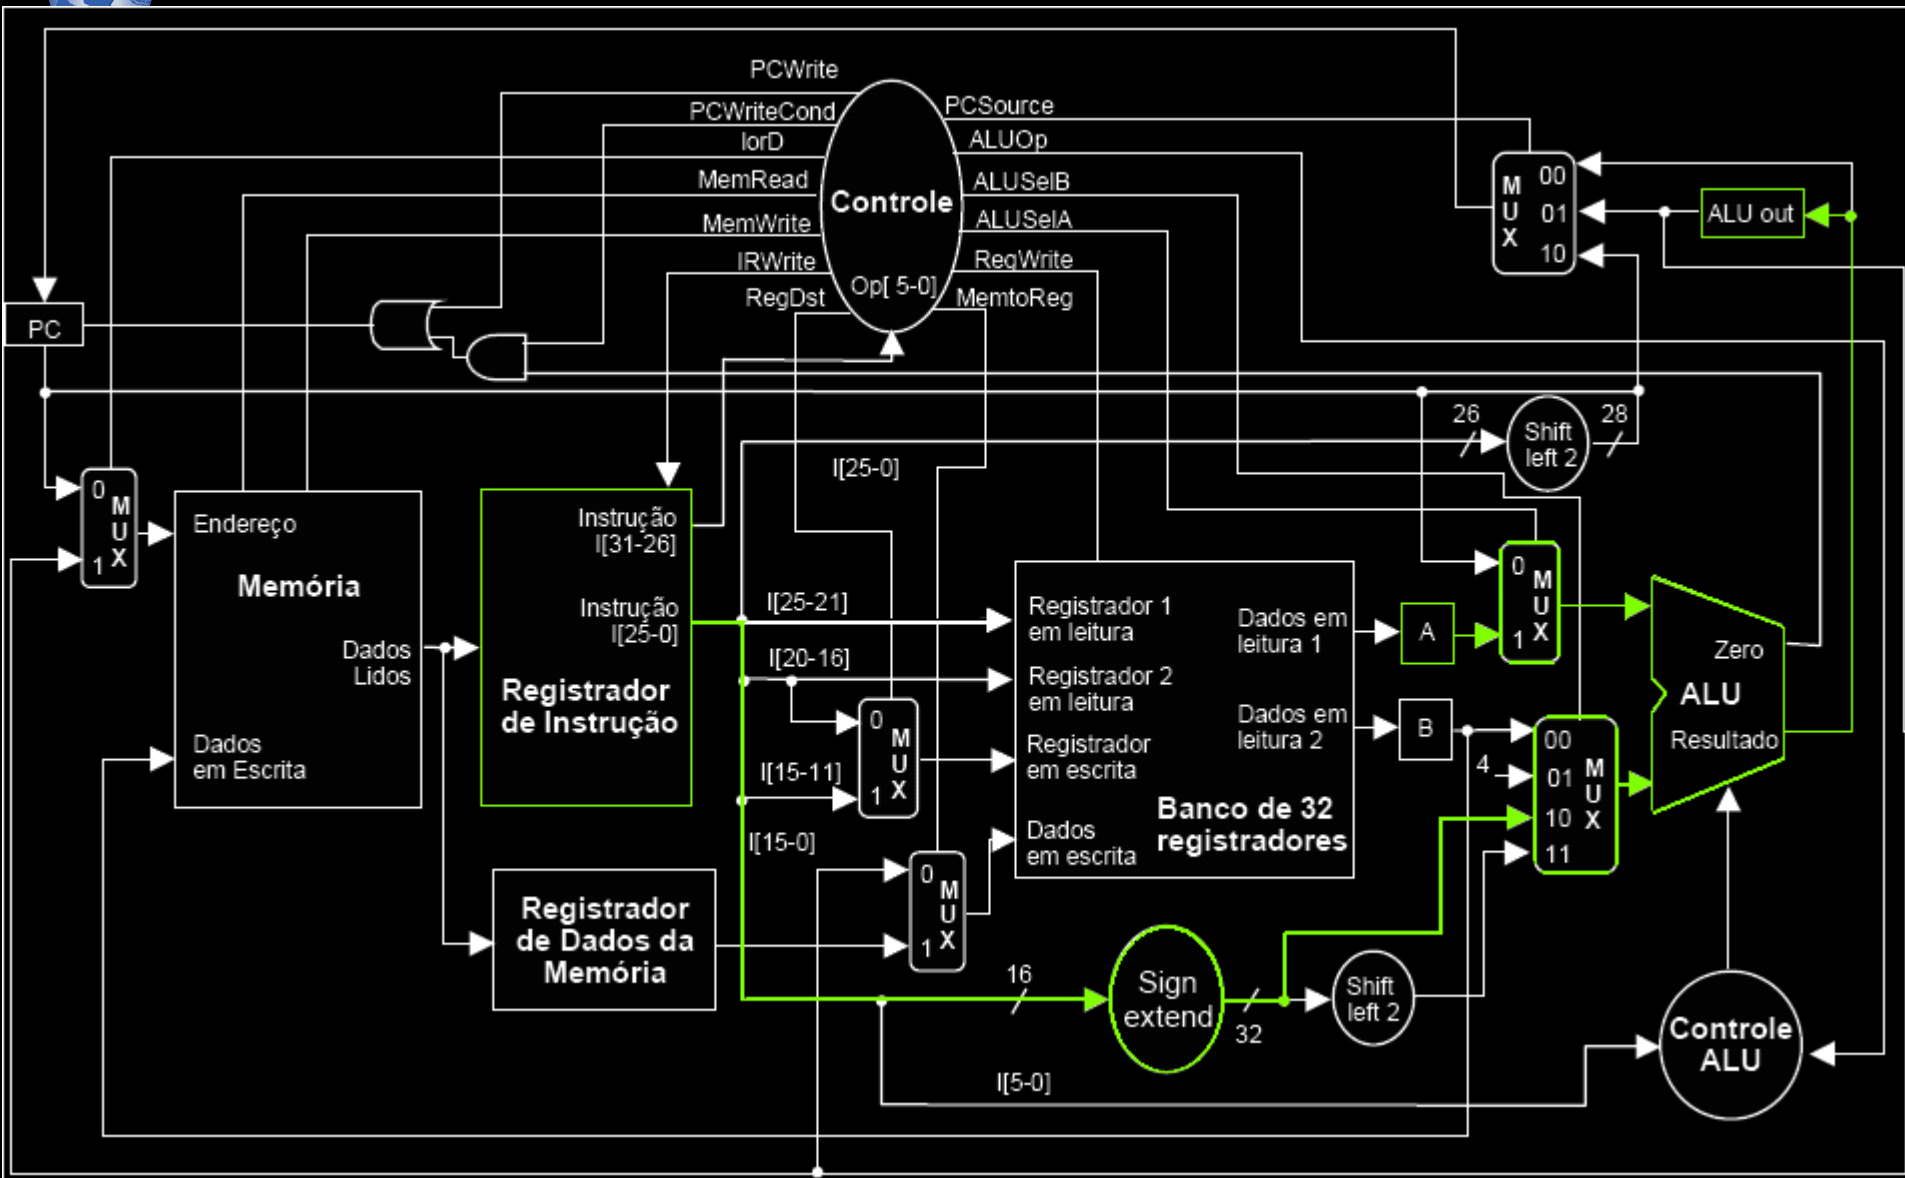 PCWrite
PCWriteCond
IorD
MemRead
MemWrite
IRWrite
RegDst
PCSource
ALUOp
ALUSelB
ALUSelA
RegWrite
MemtoReg
Controle
Op[ 5-0]
M
U
X
00
01
10
ALU out
PC
26
Shift
left 2
28
I[25-0]
0
1
M
U
X
Endereço
Memória
Dados
Lidos
Dados
em Escrita
Instrução
I[31-26]
Instrução
I[25-0]
Registrador
de Instrução
I[25-21]
I[20-16]
I[15-11]
I[15-0]
0
1
M
U
X
Registrador 1
em leitura
Registrador 2
em leitura
Registrador
em escrita
Dados
em escrita
Dados em
leitura 1
Dados em
leitura 2
Banco de 32
registradores
A
B
0
1
M
U
X
4
00
01
10
11
M
U
X
Zero
ALU
Resultado
Registrador
de Dados da
Memória
0
1
M
U
X
16
Sign
extend
32
Shift
left 2
I[5-0]
Controle
ALU